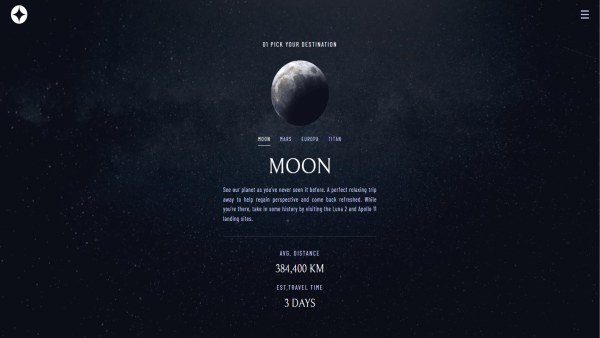 01 PICK YOUR DESTINATION
MOON MARS EUROPA TITAN
MOON
See our planet as you've never seen it before. A perfect relaxing trip
away to help regain perspective and come back refreshed. While
you're there, take in some history by visiting the Luna 2 and Apollo 11
landing sites.
AVG. DISTANCE
384,400 KM
EST.TRAVEL TIME
3 DAYS